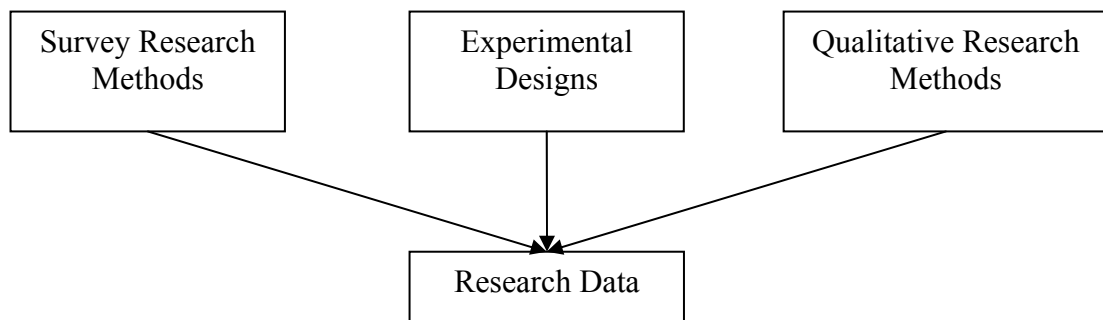 Survey Research
Methods
Experimental
Designs
Qualitative Research
Methods
Research Data